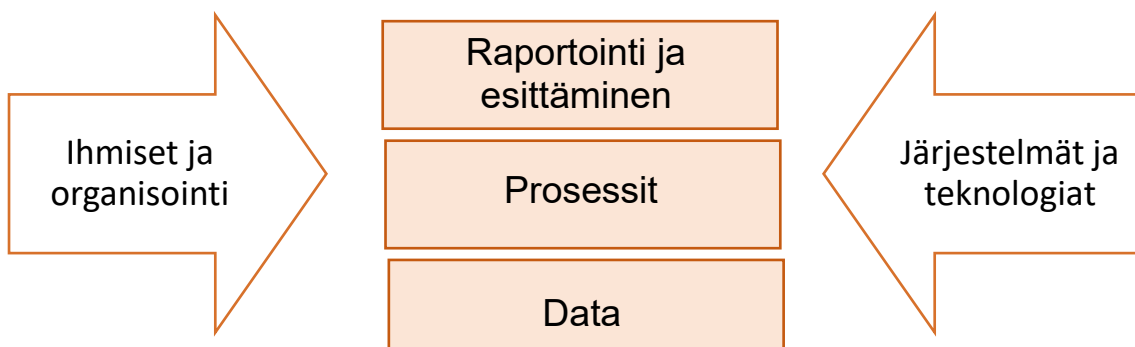 Raportointi ja
esittäminen
Ihmiset ja
organisointi
Prosessit
Järjestelmät ja
teknologiat
Data